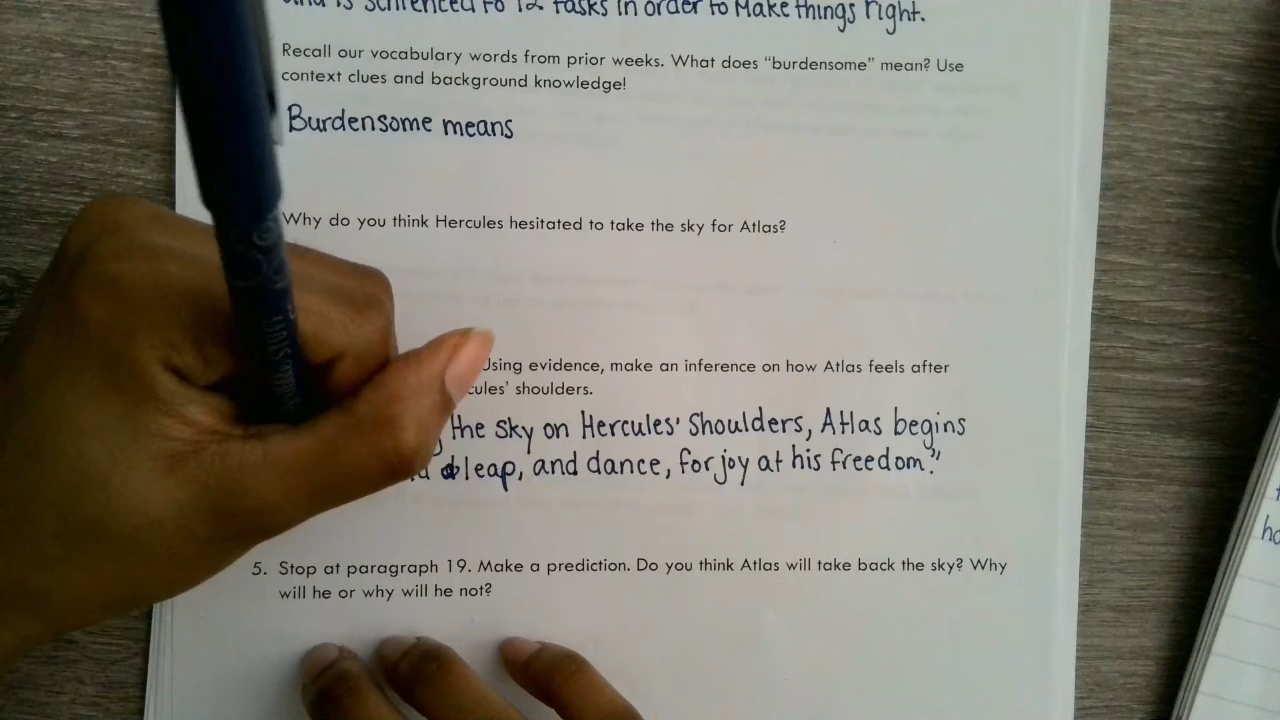 is sentenced to 12 tasks in order to make things right.
Recall our vocabulary words from prior weeks. What does "burdensome" mean? Use
context clues and background knowledge!
Burdensome means
Why do you think Hercules hesitated to take the sky for Atlas?
Using evidence, make an inference on how Atlas feels after
shoulders.
the sky on Hercules' Shoulders, Atlas begins
leap, and dance, for joy at his freedom."
5. Stop at paragraph 19. Make a prediction. Do you think Atlas will take back the sky? Why
will he or why will he not?